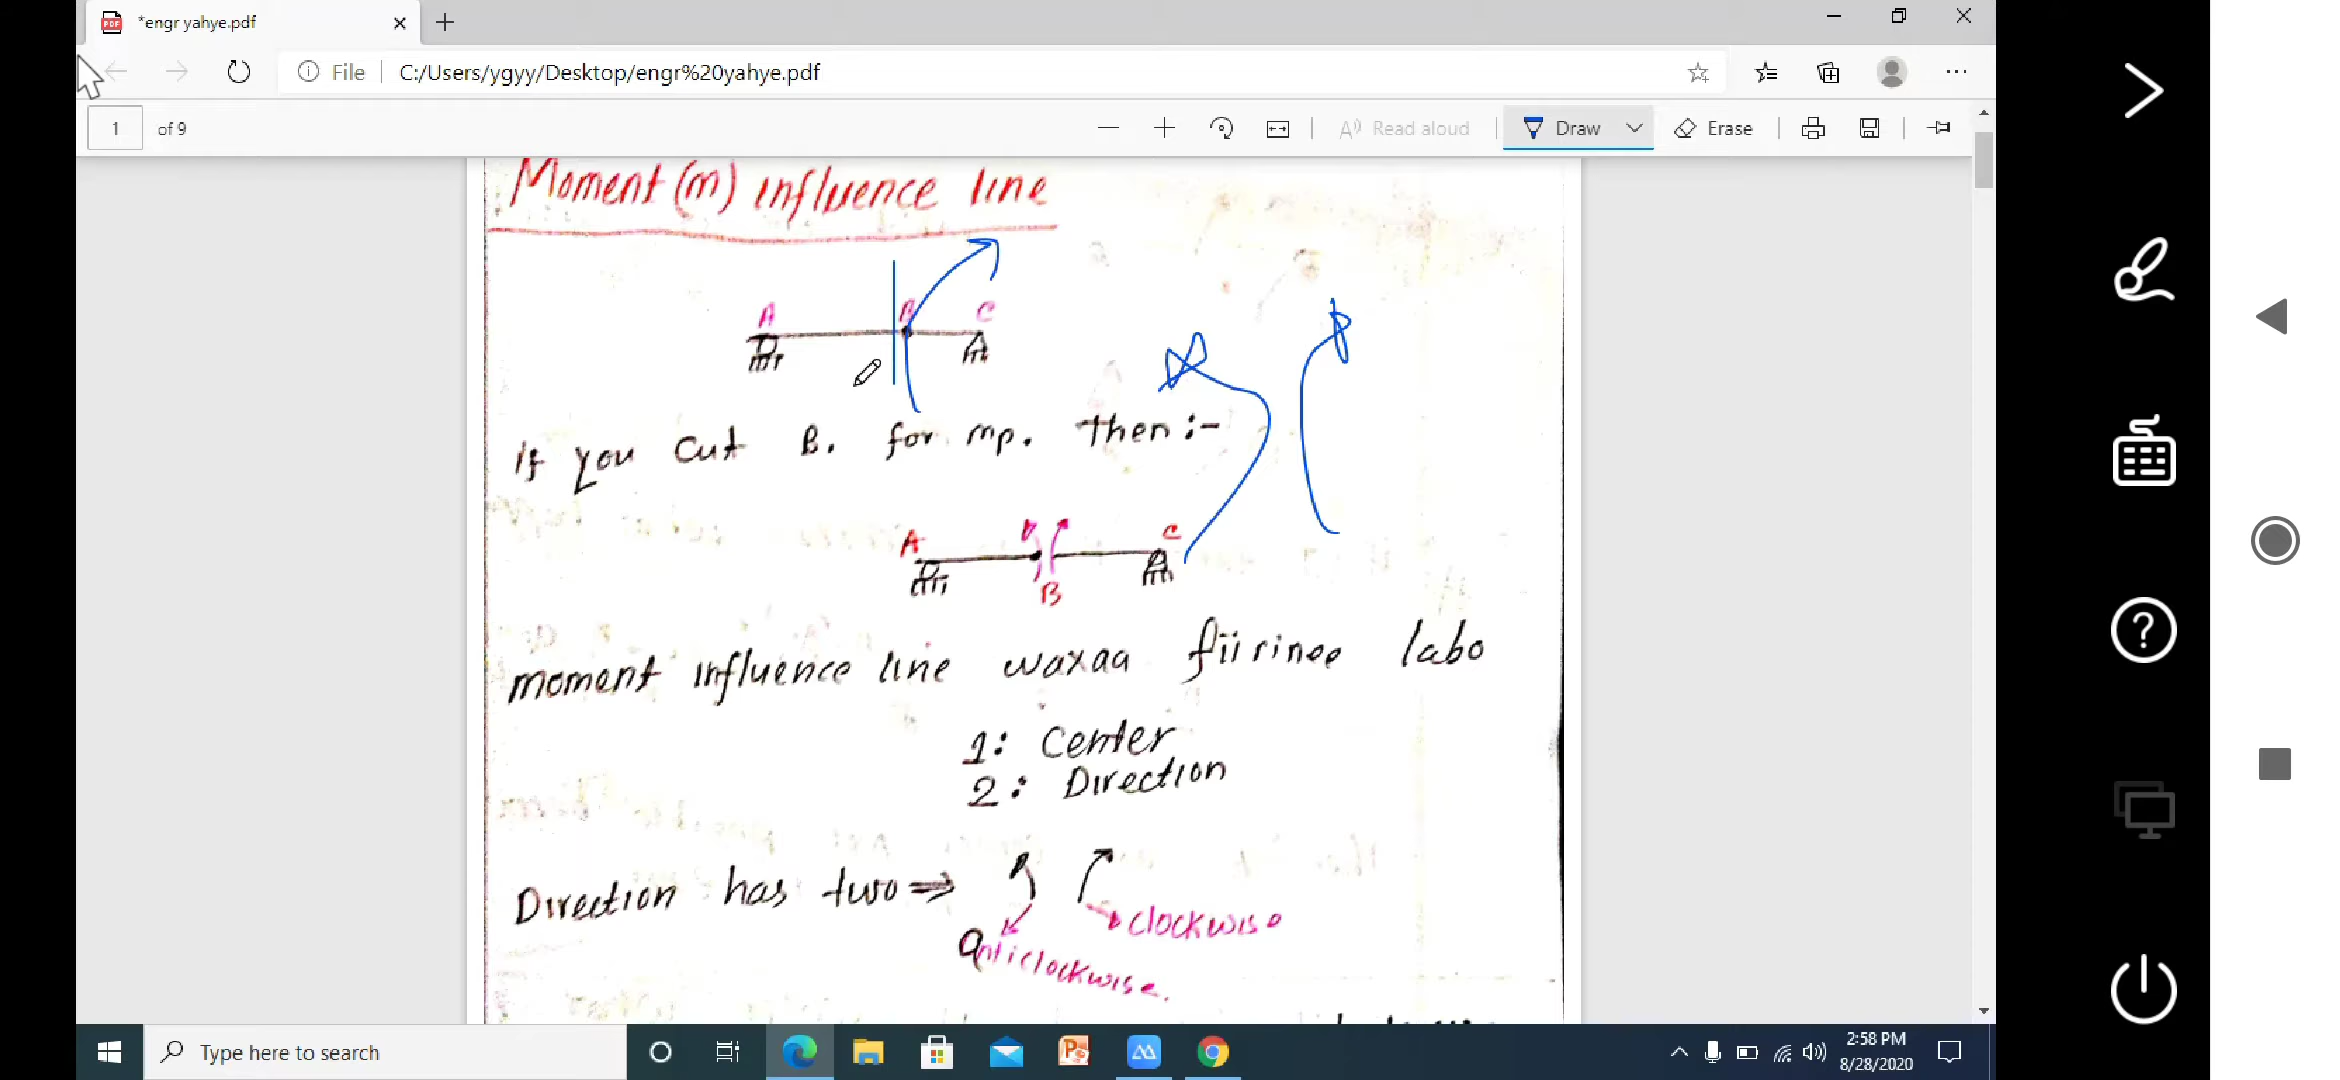 *engr yahye.pdf
File
C:/Users/ygyy/Desktop/engr%20yahye.pdf
1 of 9
Read aloud
Draw
Erase
Moment (m) influence line
A B C
If you cut B. for mp. then :-
A C
B
moment influence line waxaa fiirinee labo
1: Center
2: Direction
Direction has two ⇒
clockwise
Anticlockwise.
Type here to search
2:58 PM
8/28/2020